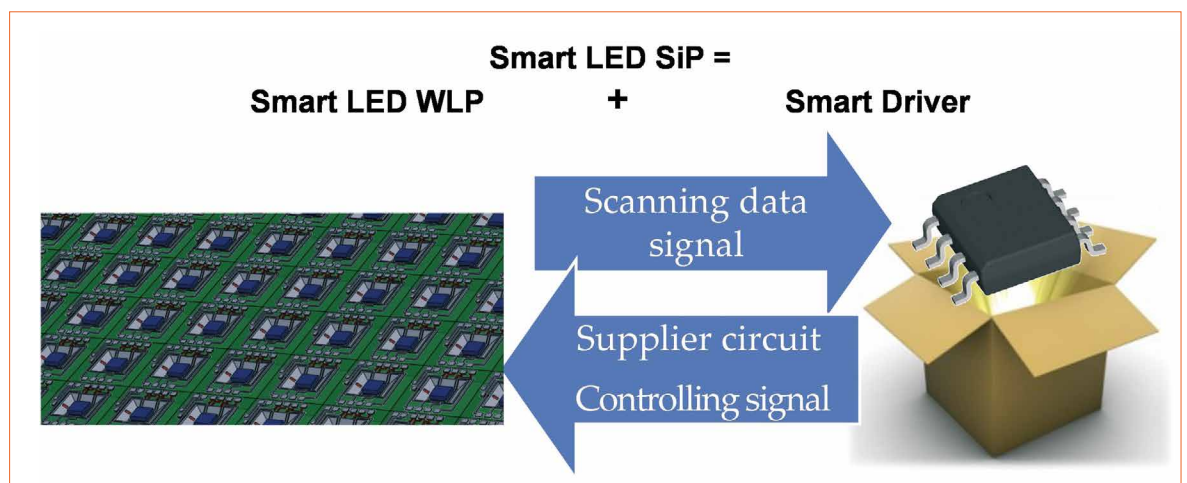 Smart LED SiP =
Smart LED WLP + Smart Driver
Scanning data
signal
Supplier circuit
Controlling signal